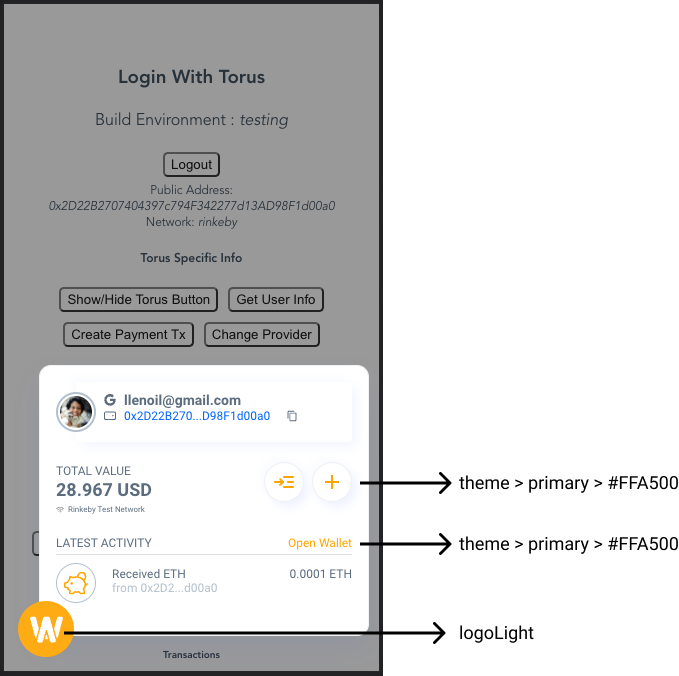 Login With Torus
Build Environment : testing
Logout
Public Address:
0x2D22B2707404397c794F342277d13AD98F1d00a0
Network: rinkeby
Torus Specific Info
Show/Hide Torus Button Get User Info
Create Payment Tx Change Provider
llenoil@gmail.com
0x2D22B270...D98F1d00a0
TOTAL VALUE
28.967 USD
Rinkeby Test Network
theme > primary > #FFA500
LATEST ACTIVITY Open Wallet
theme > primary > #FFA500
Received ETH 0.0001 ETH
from 0x2D2...d00a0
W
logoLight
Transactions